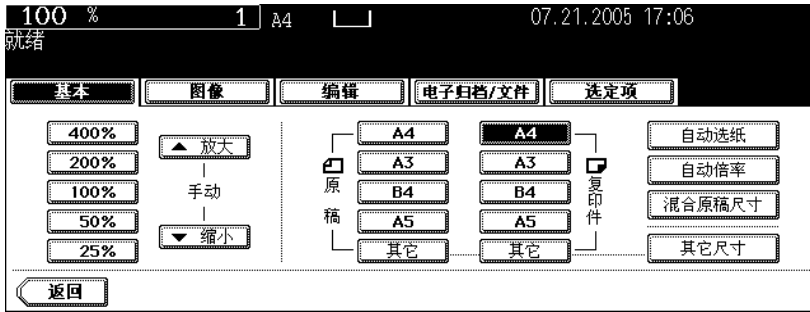 100 % 1 A4 07.21.2005 17:06
就绪
基本 图像 编辑 电子归档/文件 选定项
400% ▲ 放大 A4 A4 自动选纸
200% A3 A3 自动倍率
100% 手动 原稿 B4 B4 复印件 混合原稿尺寸
50% A5 A5
25% ▼ 缩小 其它 其它 其它尺寸
返回